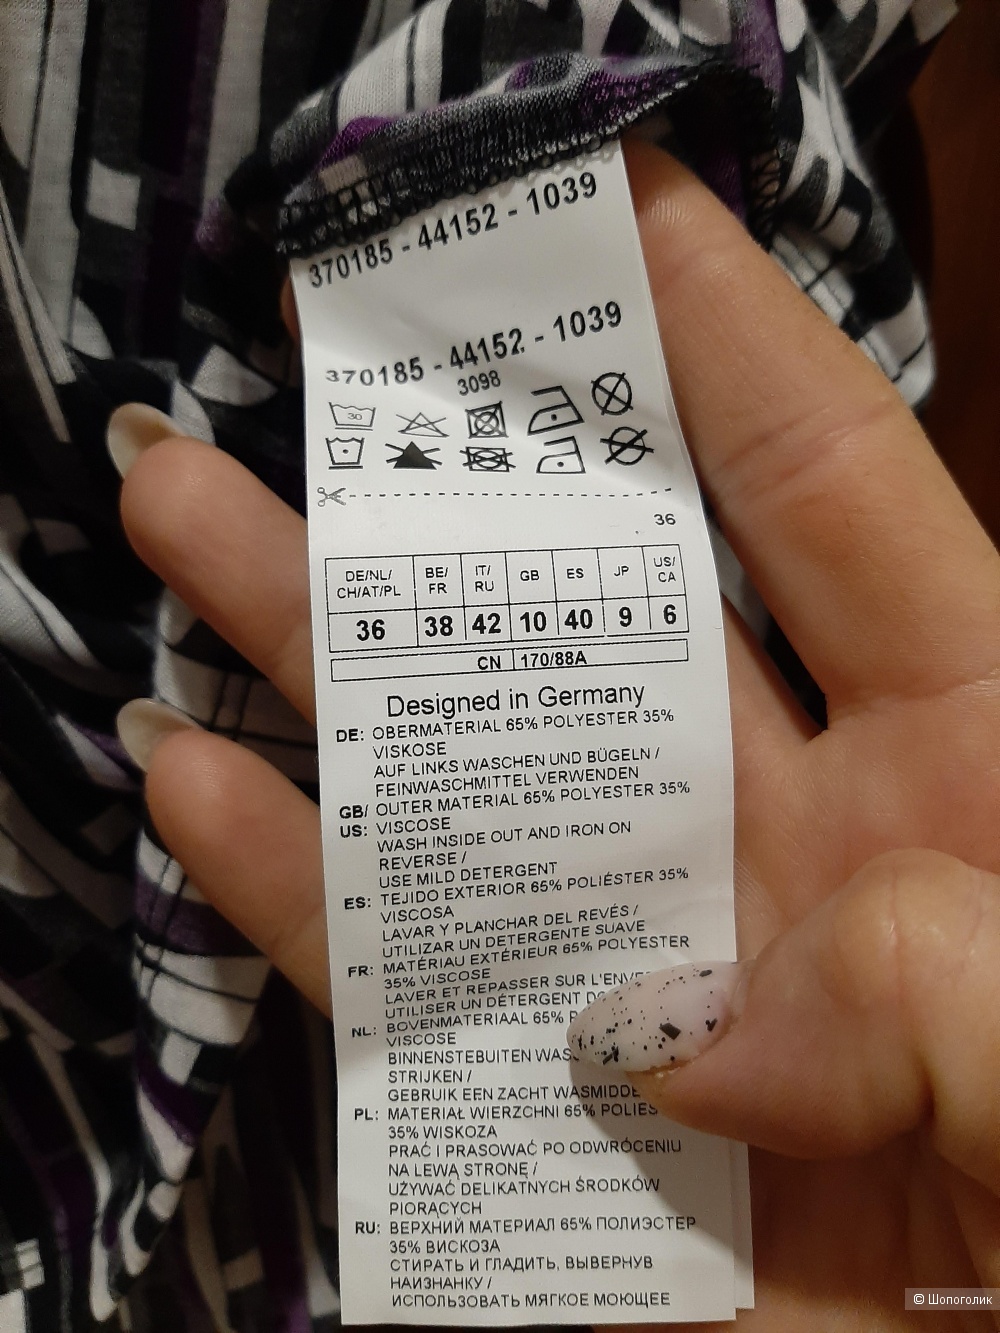 370185 - 44152 - 1039
370185 - 44152 - 1039
3098
30
36
DE/NL/ CH/AT/PL BE/ FR IT/ RU GB ES JP US/ CA
36 38 42 10 40 9 6
CN 170/88A
Designed in Germany
DE: OBERMATERIAL 65% POLYESTER 35%
VISKOSE
AUF LINKS WASCHEN UND BÜGELN /
FEINWASCHMITTEL VERWENDEN
GB/ OUTER MATERIAL 65% POLYESTER 35%
US: VISCOSE
WASH INSIDE OUT AND IRON ON
REVERSE /
USE MILD DETERGENT
ES: TEJIDO EXTERIOR 65% POLIÉSTER 35%
VISCOSA
LAVAR Y PLANCHAR DEL REVÉS /
UTILIZAR UN DETERGENTE SUAVE
FR: MATÉRIAU EXTÉRIEUR 65% POLYESTER
35% VISCOSE
LAVER ET REPASSER SUR
UTILISER UN DÉTERGENT
NL: BOVENMATERIAAL 65%
VISCOSE
BINNENSTEBUITEN
STRIJKEN /
GEBRUIK EEN ZACHT
PL: MATERIAŁ WIERZCHNI 65%
35% WISKOZA
PRAĆ I PRASOWAĆ PO ODWRÓCENIU
NA LEWĄ STRONĘ /
UŻYWAĆ DELIKATNYCH ŚRODKÓW
PIORĄCYCH
RU: ВЕРХНИЙ МАТЕРИАЛ 65% ПОЛИЭСТЕР
35% ВИСКОЗА
СТИРАТЬ И ГЛАДИТЬ, ВЫВЕРНУВ
НАИЗНАНКУ /
ИСПОЛЬЗОВАТЬ МЯГКОЕ МОЮЩЕЕ
© Шопоголик